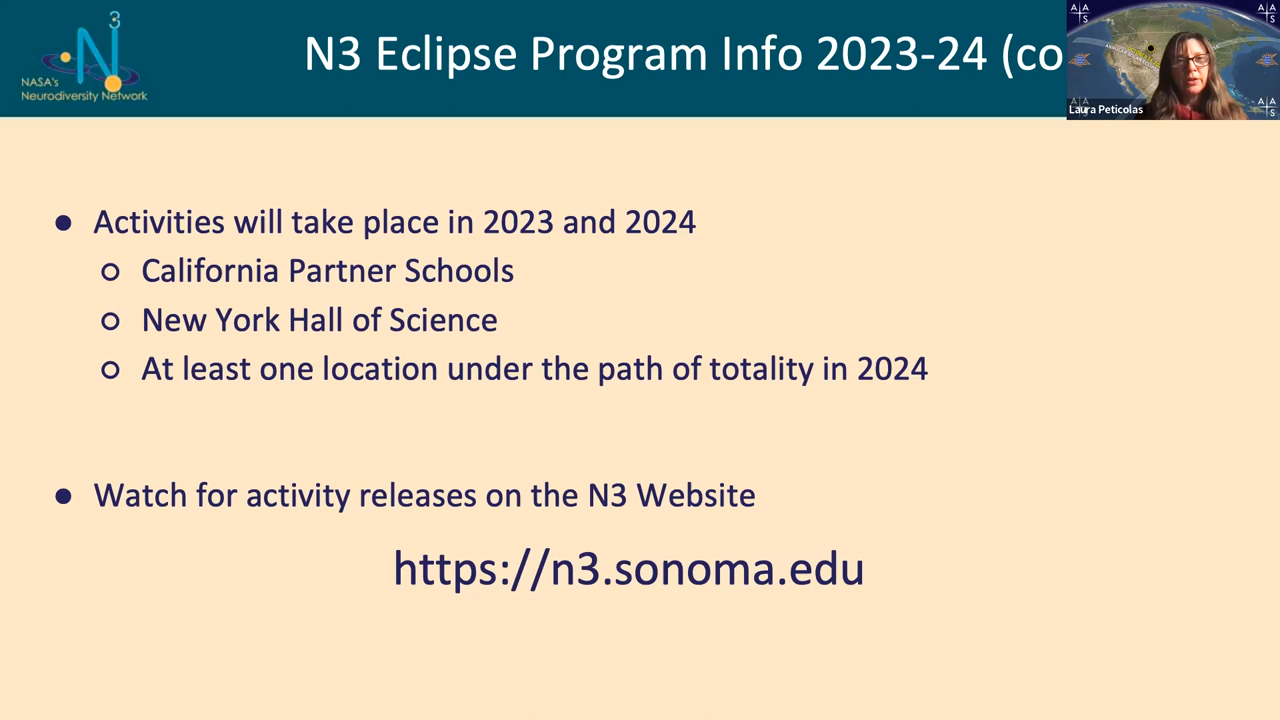 N3
NASA's
Neurodiversity Network
N3 Eclipse Program Info 2023-24 (co
A A
S
A A
S
A A
S
A A
S
Laura Peticolas
● Activities will take place in 2023 and 2024
○ California Partner Schools
○ New York Hall of Science
○ At least one location under the path of totality in 2024
● Watch for activity releases on the N3 Website
https://n3.sonoma.edu